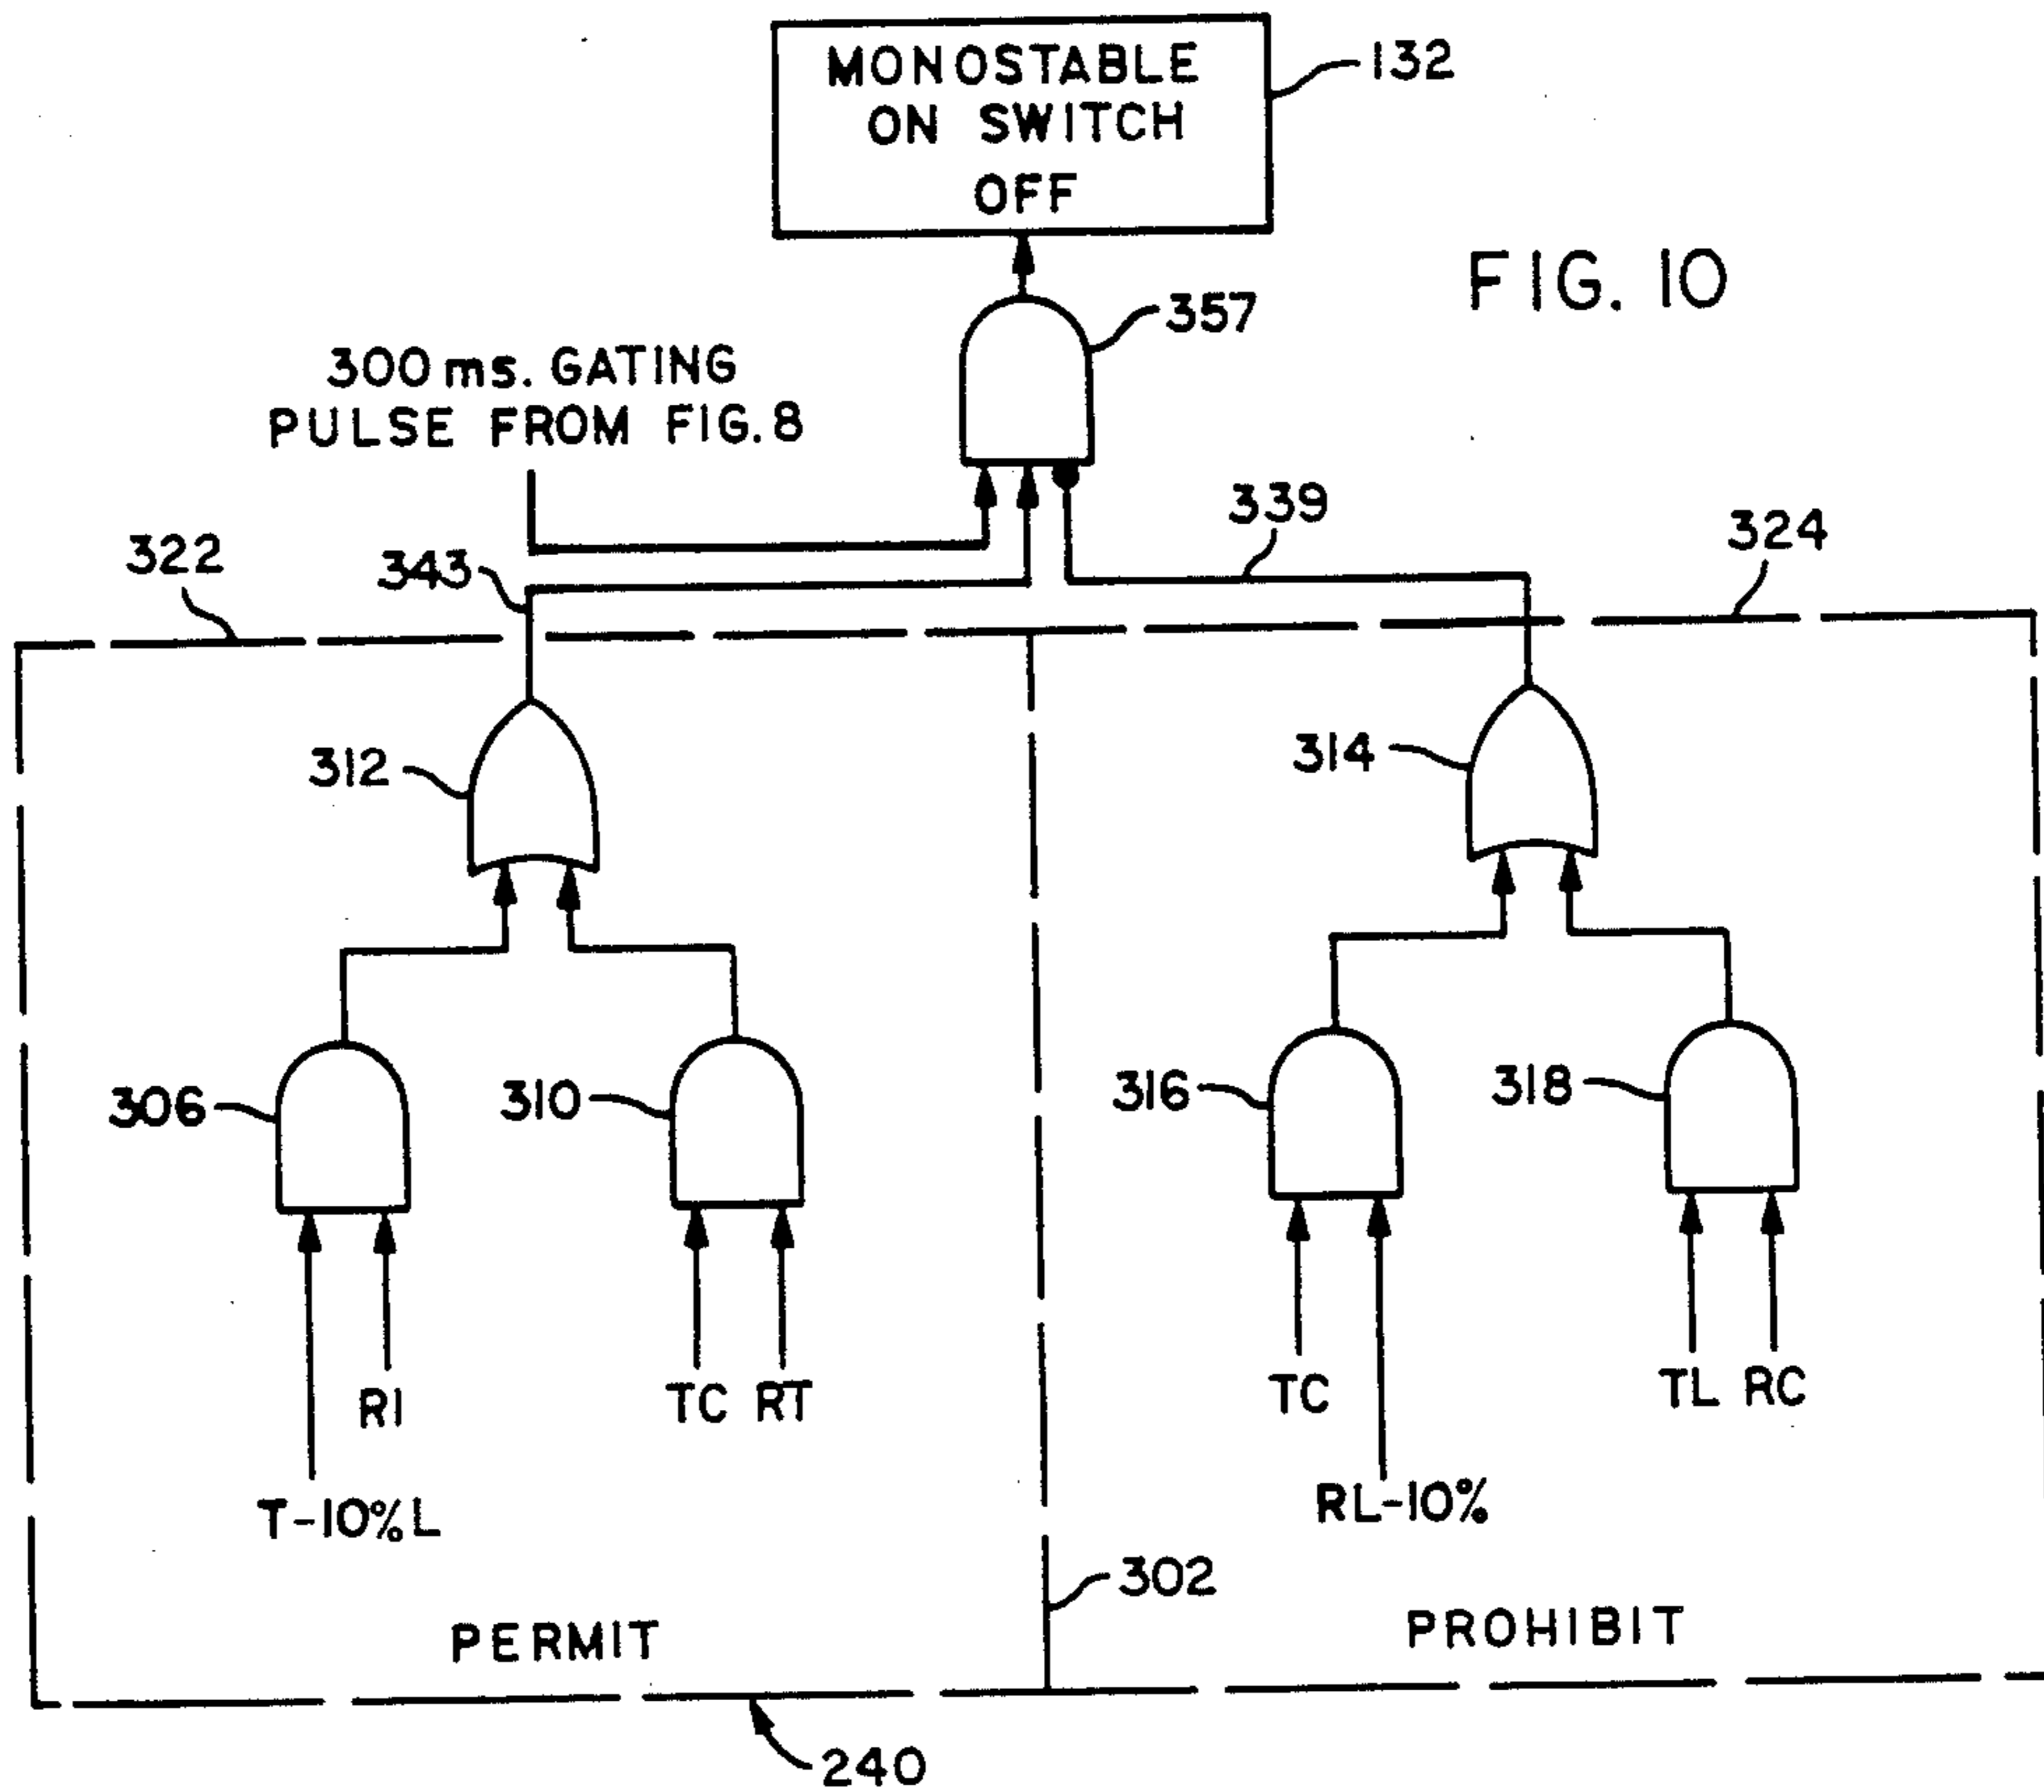 MONOSTABLE
ON SWITCH
OFF
132
FIG. 10
357
300 ms. GATING
PULSE FROM FIG. 8
339
324
322
343
312
314
306
310
316
318
RI
TC RT
TC
TL RC
T-10%L
RL-10%
302
PERMIT
PROHIBIT
240